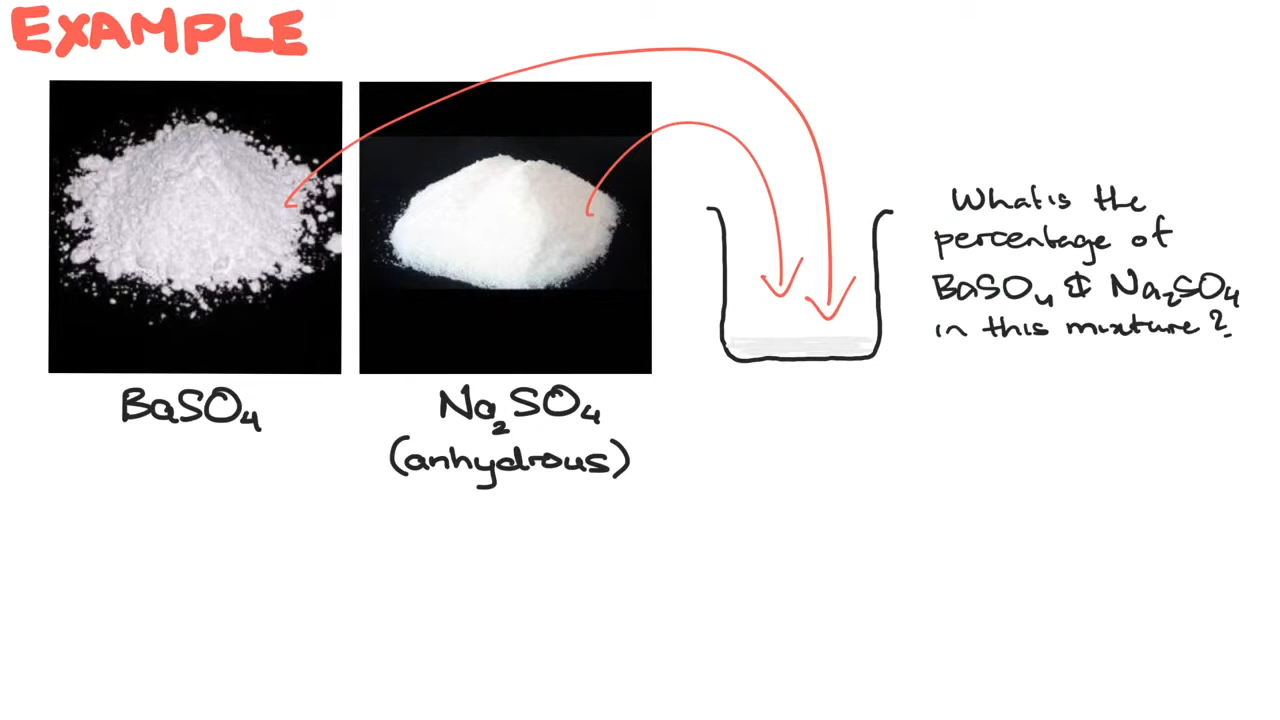 EXAMPLE
What is the
percentage of
BaSO₄ & Na₂SO₄
in this mixture?
BaSO₄
Na₂SO₄
(anhydrous)